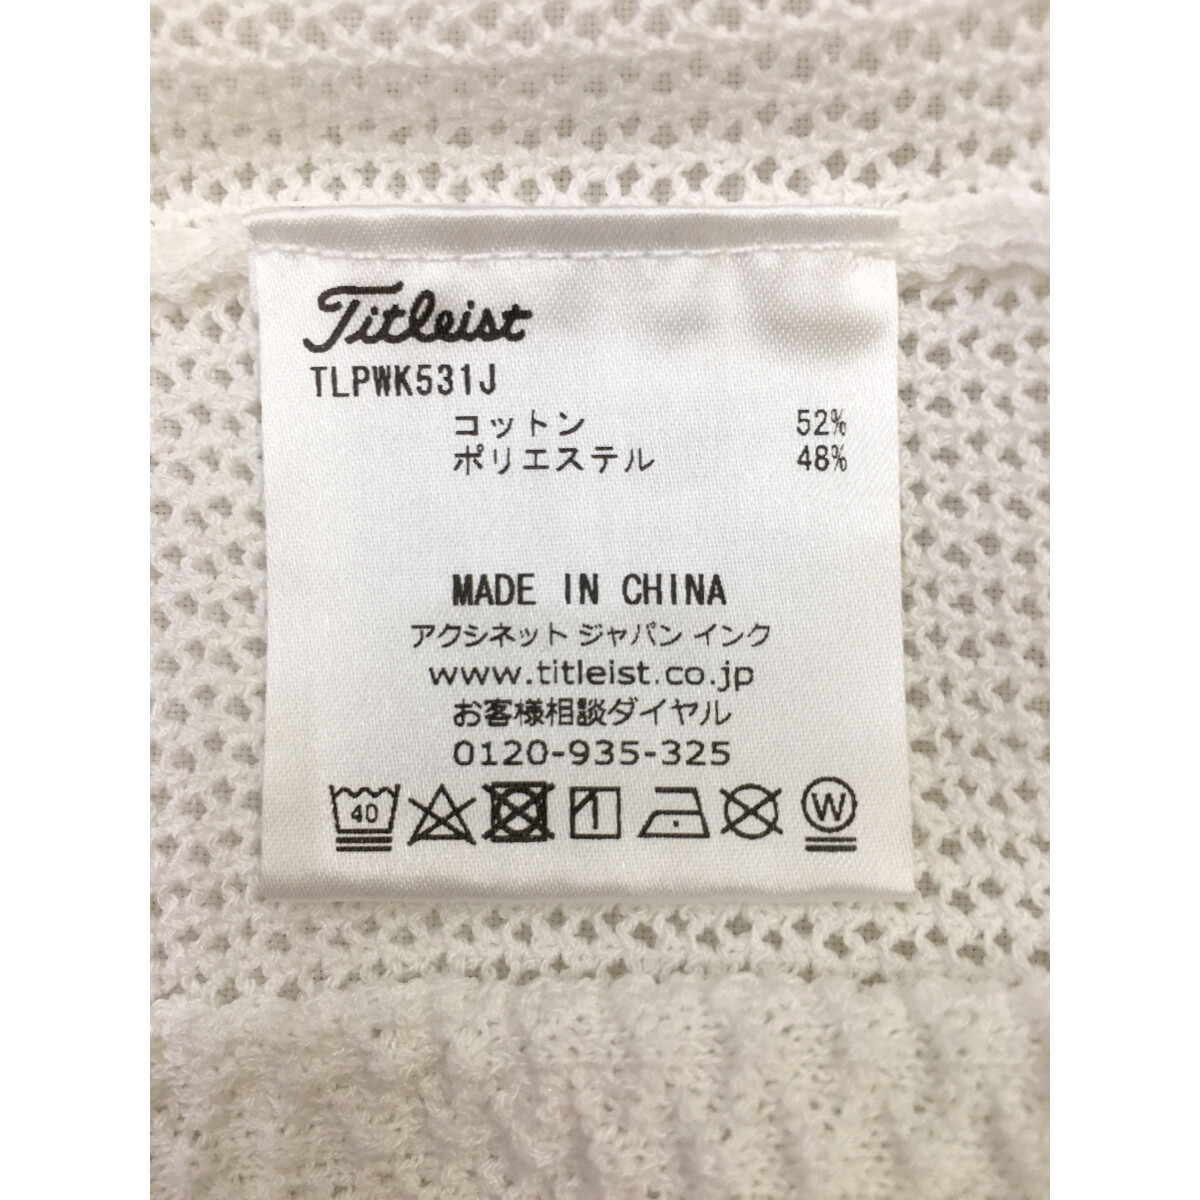 Titleist
TLPWK531J
コットン 52%
ポリエステル 48%
MADE IN CHINA
アクシネット ジャパン インク
www.titleist.co.jp
お客様相談ダイヤル
0120-935-325
40 W